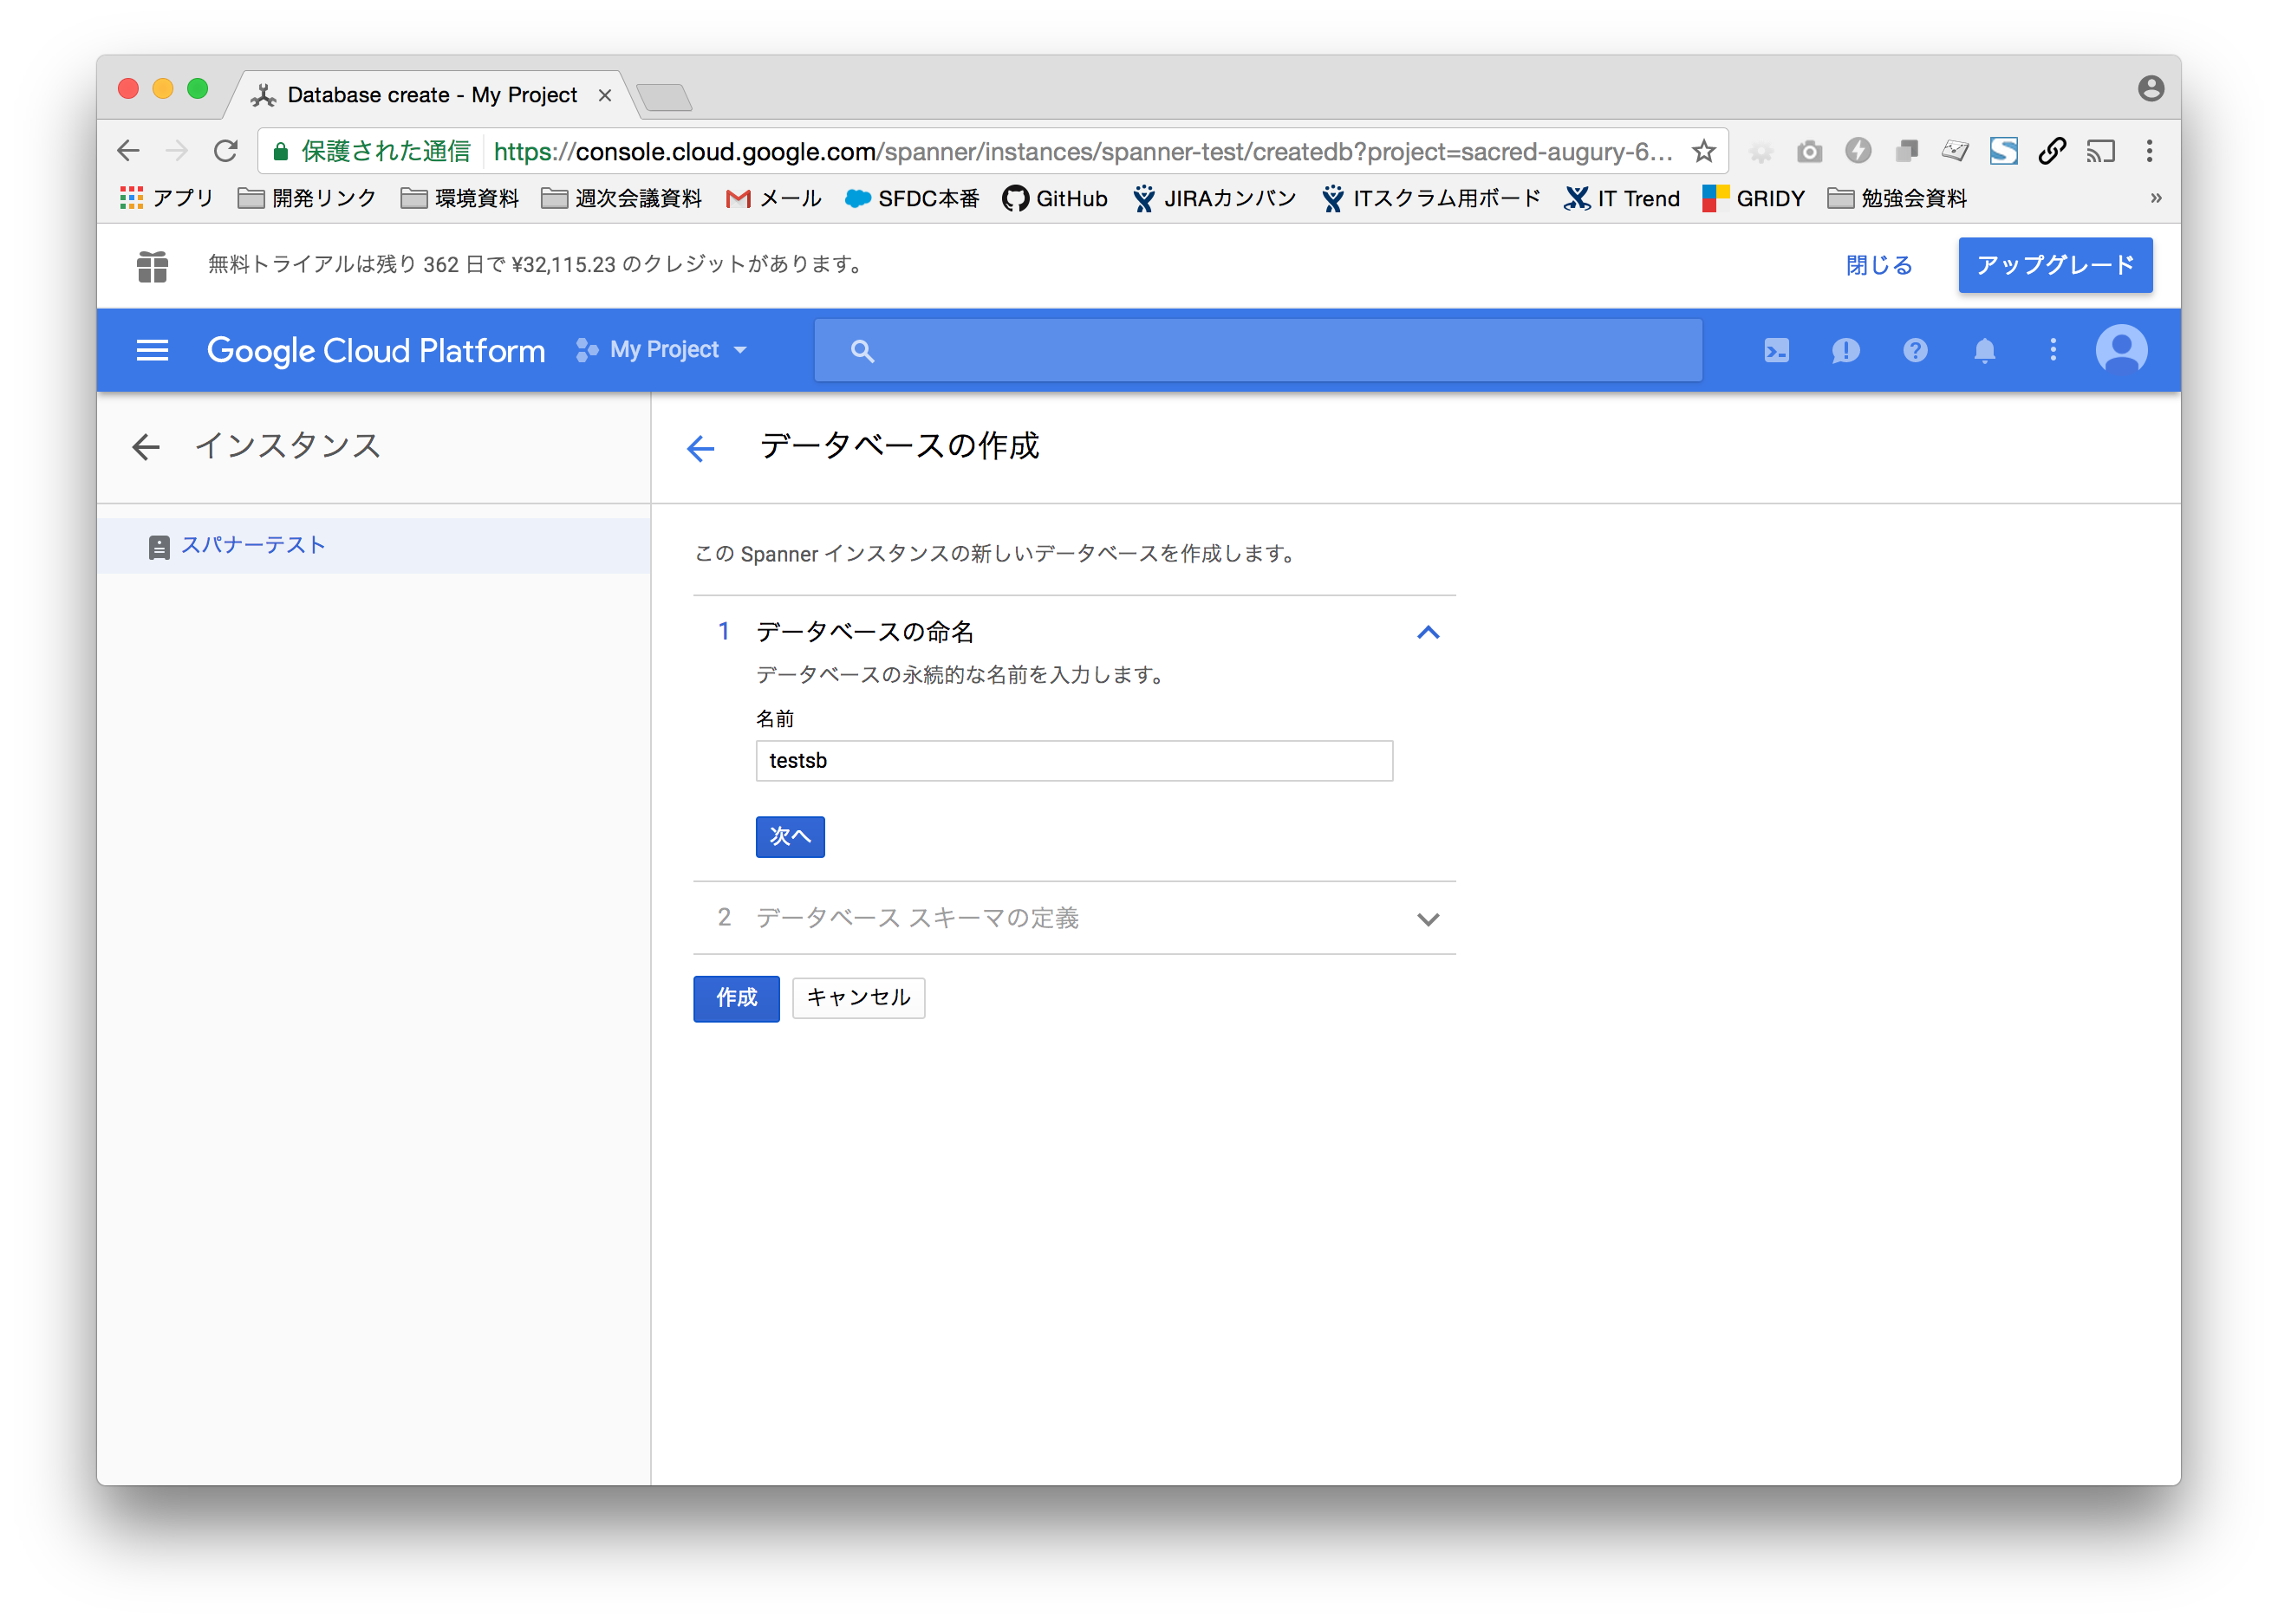 Database create - My Project
保護された通信 https://console.cloud.google.com/spanner/instances/spanner-test/createdb?project=sacred-augury-6...
アプリ 開発リンク 環境資料 週次会議資料 メール SFDC本番 GitHub JIRAカンバン ITスクラム用ボード IT Trend GRIDY 勉強会資料 »
無料トライアルは残り 362 日で ¥32,115.23 のクレジットがあります。 閉じる アップグレード
Google Cloud Platform My Project
インスタンス データベースの作成
スパナーテスト
この Spanner インスタンスの新しいデータベースを作成します。
1 データベースの命名
データベースの永続的な名前を入力します。
名前
testsb
次へ
2 データベース スキーマの定義
作成 キャンセル